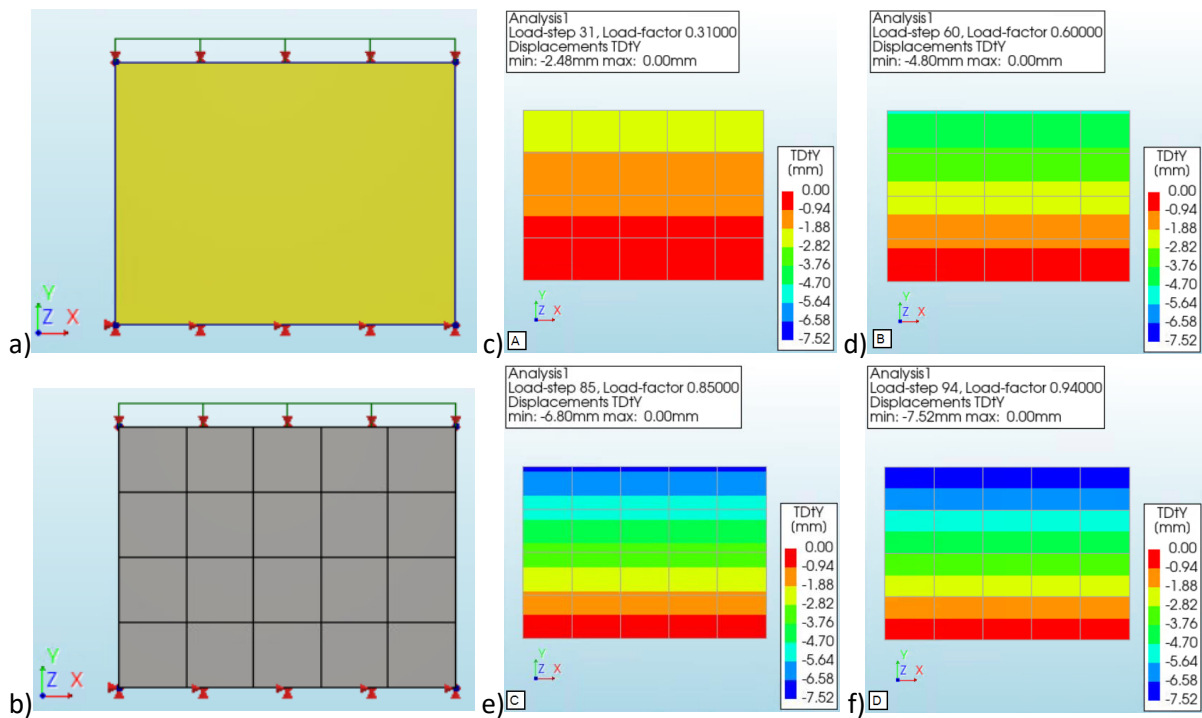 a)
Y
Z X
c)
Analysis1
Load-step 31, Load-factor 0.31000
Displacements TDtY
min: -2.48mm max: 0.00mm
TDtY
(mm)
0.00
-0.94
-1.88
-2.82
-3.76
-4.70
-5.64
-6.58
-7.52
Y
Z X
A
d)
Analysis1
Load-step 60, Load-factor 0.60000
Displacements TDtY
min: -4.80mm max: 0.00mm
TDtY
(mm)
0.00
-0.94
-1.88
-2.82
-3.76
-4.70
-5.64
-6.58
-7.52
Y
Z X
B
b)
Y
Z X
e)
Analysis1
Load-step 85, Load-factor 0.85000
Displacements TDtY
min: -6.80mm max: 0.00mm
TDtY
(mm)
0.00
-0.94
-1.88
-2.82
-3.76
-4.70
-5.64
-6.58
-7.52
Y
Z X
C
f)
Analysis1
Load-step 94, Load-factor 0.94000
Displacements TDtY
min: -7.52mm max: 0.00mm
TDtY
(mm)
0.00
-0.94
-1.88
-2.82
-3.76
-4.70
-5.64
-6.58
-7.52
Y
Z X
D